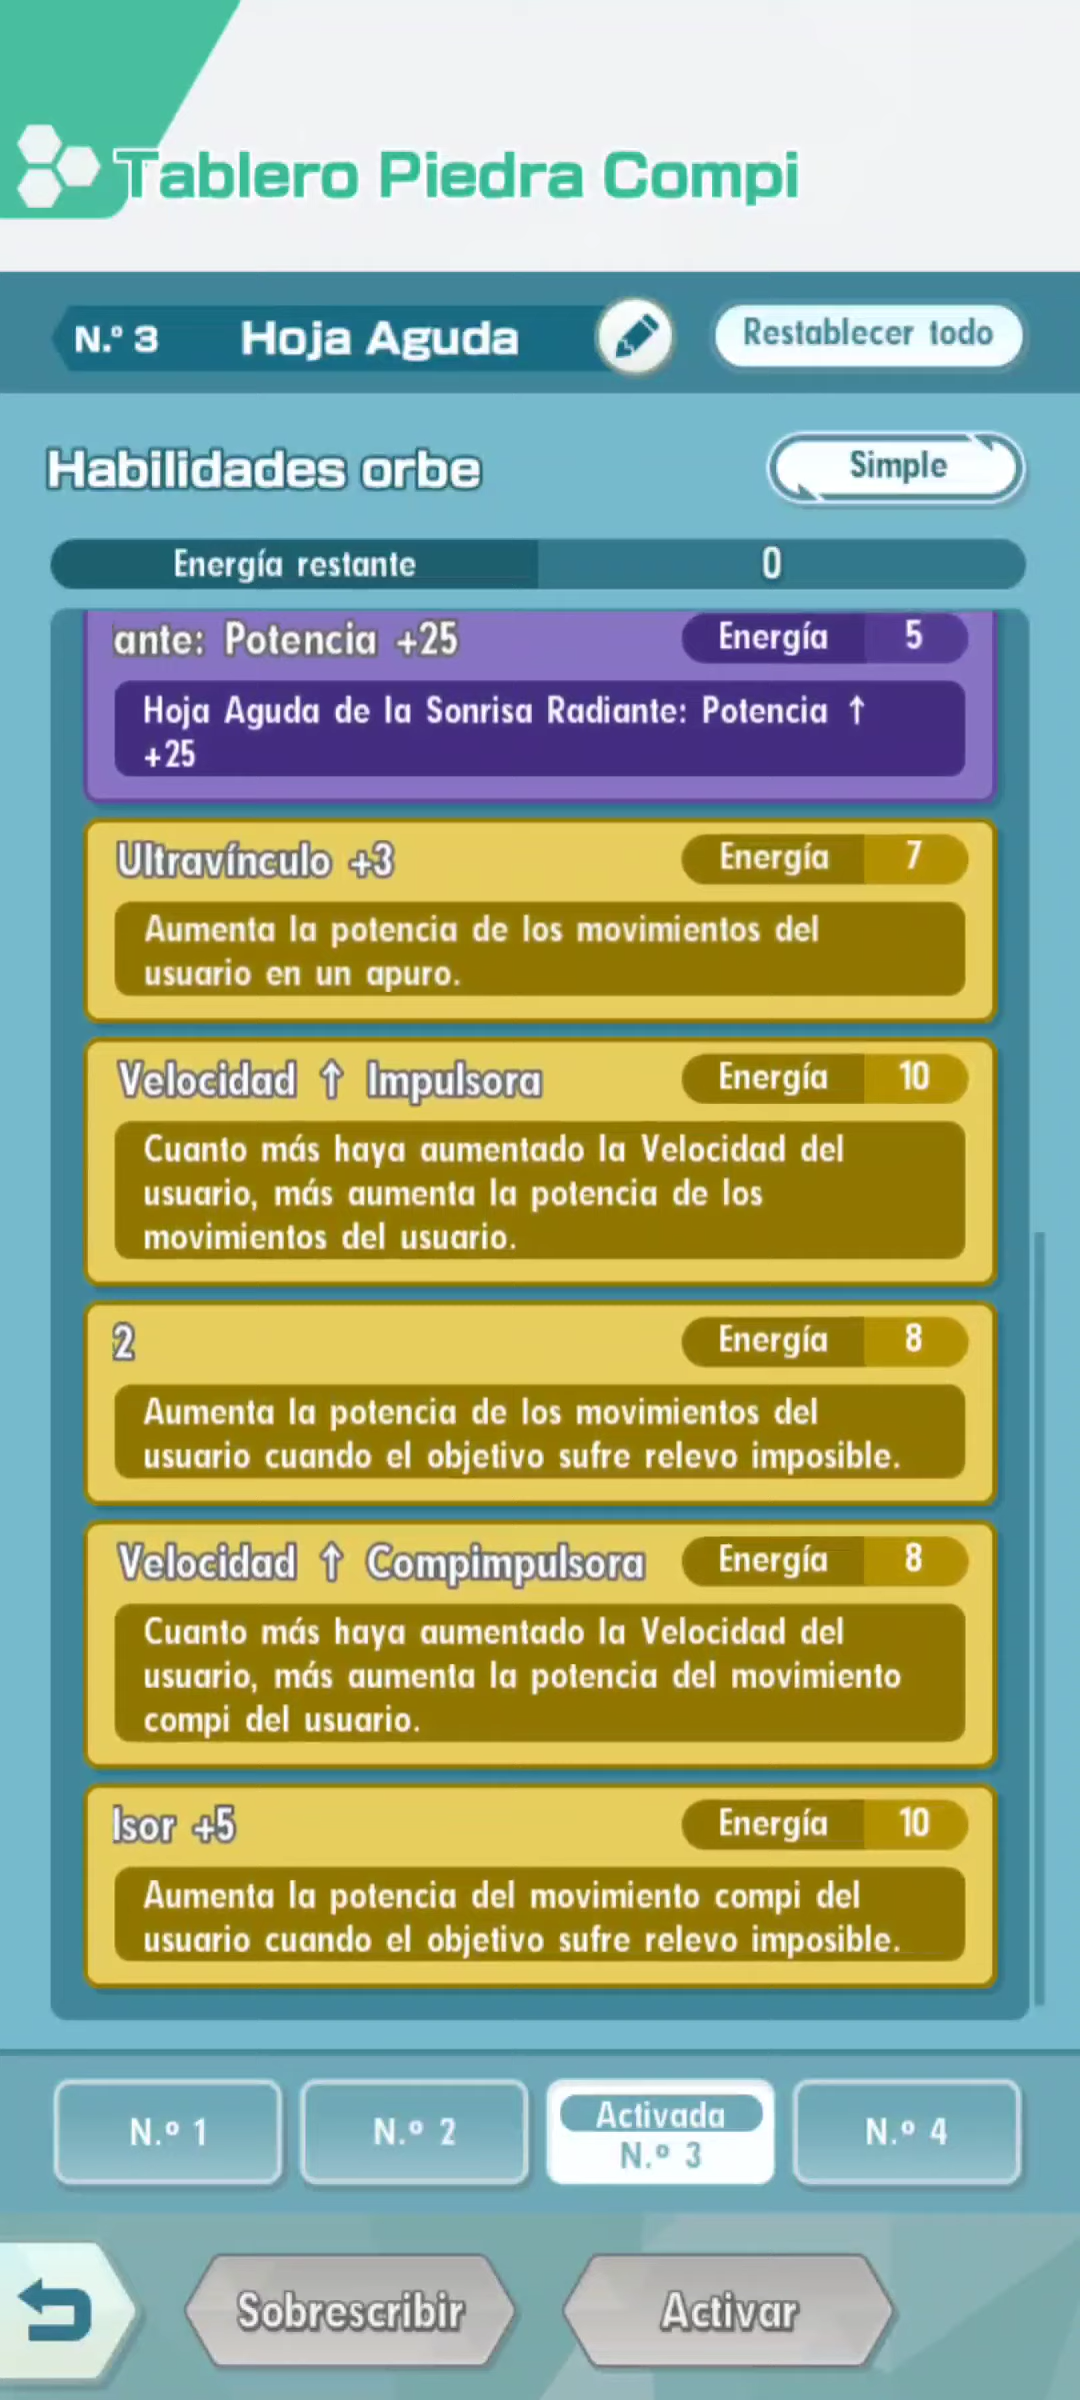 Tablero Piedra Compi
N.º 3 Hoja Aguda Restablecer todo
Habilidades orbe Simple
Energía restante 0
ante: Potencia +25 Energía 5
Hoja Aguda de la Sonrisa Radiante: Potencia ↑
+25
Ultravínculo +3 Energía 7
Aumenta la potencia de los movimientos del
usuario en un apuro.
Velocidad ↑ Impulsora Energía 10
Cuanto más haya aumentado la Velocidad del
usuario, más aumenta la potencia de los
movimientos del usuario.
2 Energía 8
Aumenta la potencia de los movimientos del
usuario cuando el objetivo sufre relevo imposible.
Velocidad ↑ Compimpulsora Energía 8
Cuanto más haya aumentado la Velocidad del
usuario, más aumenta la potencia del movimiento
compi del usuario.
lsor +5 Energía 10
Aumenta la potencia del movimiento compi del
usuario cuando el objetivo sufre relevo imposible.
N.º 1 N.º 2 Activada N.º 4
N.º 3
Sobrescribir Activar